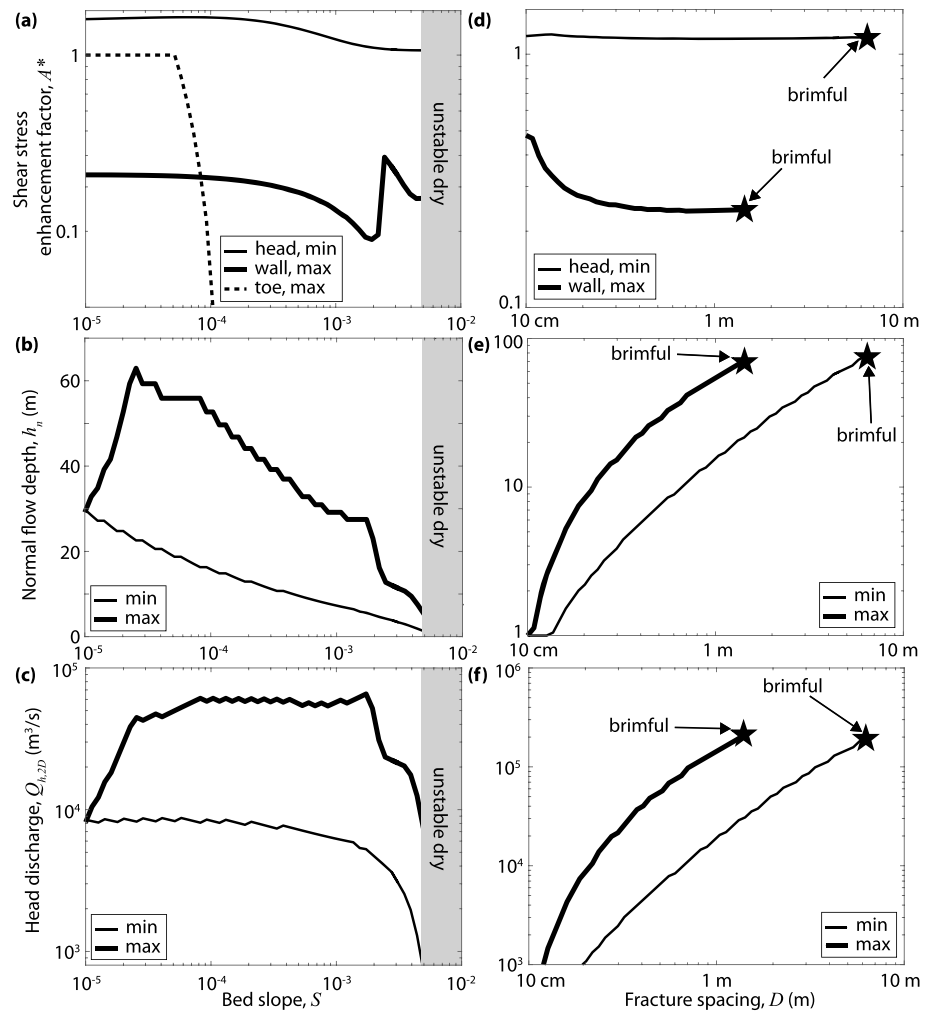 (a)
Shear stress
enhancement factor, A*
1
0.1
head, min
wall, max
toe, max
unstable dry
10⁻⁵ 10⁻⁴ 10⁻³ 10⁻²
(b)
Normal flow depth, hₙ (m)
60
40
20
0
min
max
unstable dry
10⁻⁵ 10⁻⁴ 10⁻³ 10⁻²
(c)
Head discharge, Q_h,2D (m³/s)
10⁵
10⁴
10³
min
max
unstable dry
10⁻⁵ 10⁻⁴ 10⁻³ 10⁻²
Bed slope, S
(d)
1
0.1
0.1
brimful
brimful
head, min
wall, max
10 cm 1 m 10 m
(e)
100
10
1
brimful
brimful
min
max
10 cm 1 m 10 m
(f)
10⁶
10⁵
10⁴
10³
brimful
brimful
min
max
10 cm 1 m 10 m
Fracture spacing, D (m)